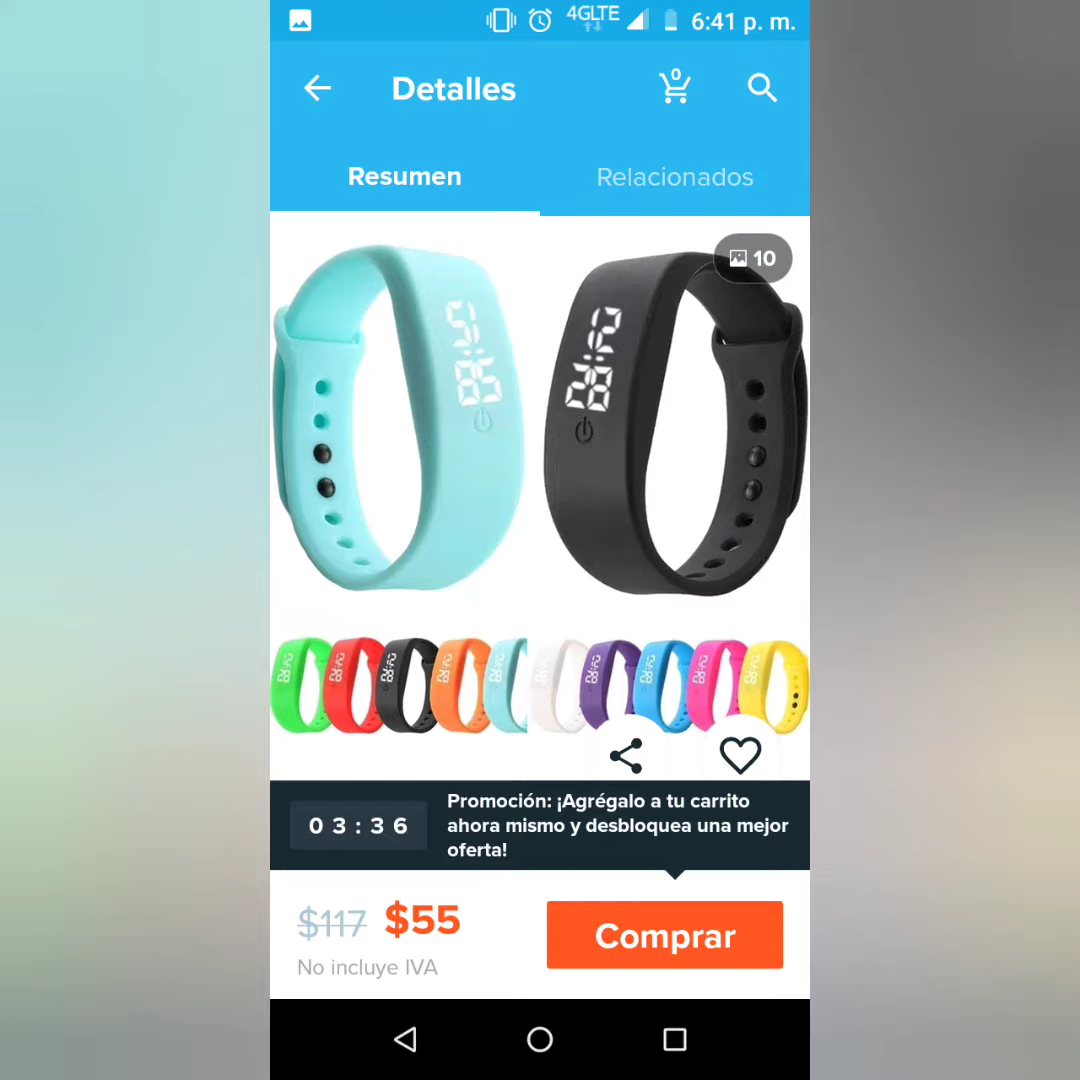 4GLTE 6:41 p. m.
Detalles
0
Resumen
Relacionados
10
03:36
Promoción: ¡Agrégalo a tu carrito
ahora mismo y desbloquea una mejor
oferta!
$117 $55
No incluye IVA
Comprar